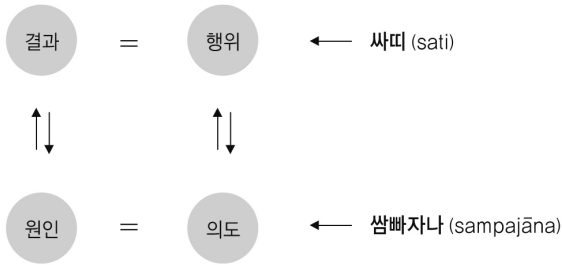 결과 = 행위 ← 싸띠 (sati)
원인 = 의도 ← 쌈빠자나 (sampajāna)